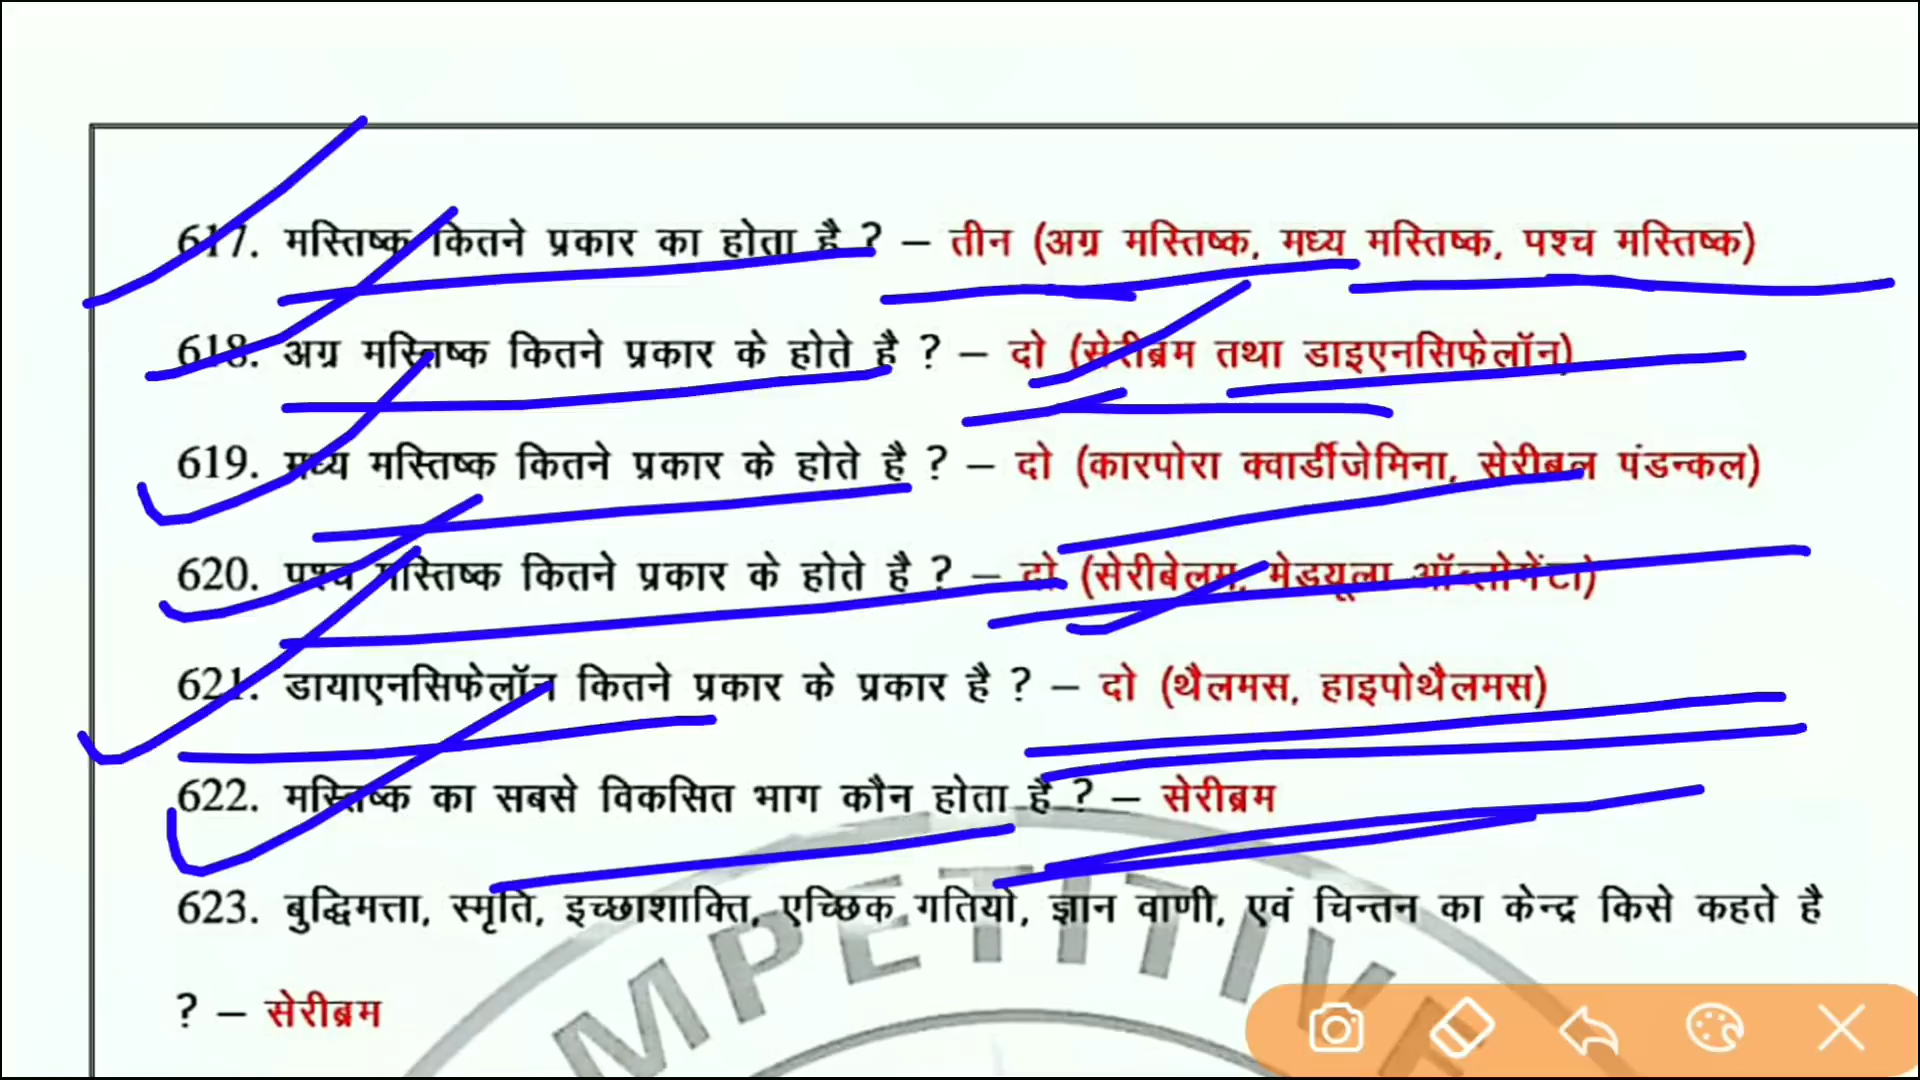 617. मस्तिष्क कितने प्रकार का होता है ? – तीन (अग्र मस्तिष्क, मध्य मस्तिष्क, पश्च मस्तिष्क)
618. अग्र मस्तिष्क कितने प्रकार के होते है ? – दो (सेरीब्रम तथा डाइएनसिफेलॉन)
619. मध्य मस्तिष्क कितने प्रकार के होते है ? – दो (कारपोरा क्वार्डीजेमिना, सेरीबल पंडन्कल)
620. पश्च मस्तिष्क कितने प्रकार के होते है ? – दो (सेरीबेलम, मेडयूला ऑब्लोगेंटा)
621. डायाएनसिफेलॉन कितने प्रकार के प्रकार है ? – दो (थैलमस, हाइपोथैलमस)
622. मस्तिष्क का सबसे विकसित भाग कौन होता है ? – सेरीब्रम
623. बुद्धिमत्ता, स्मृति, इच्छाशाक्ति, एच्छिक गतियो, ज्ञान वाणी, एवं चिन्तन का केन्द्र किसे कहते है
? – सेरीब्रम
MPETITIVE